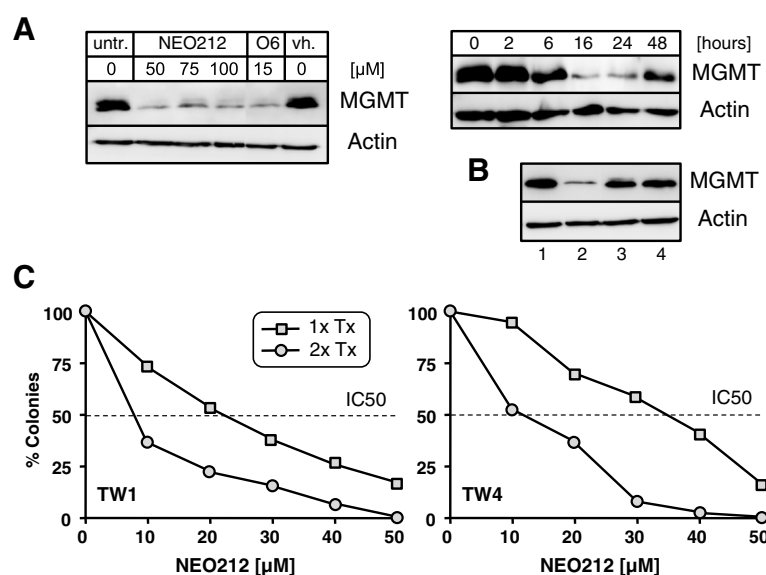 A
untr. NEO212 O6 vh.
0 50 75 100 15 0 [µM]
MGMT
Actin
0 2 6 16 24 48 [hours]
MGMT
Actin
B
MGMT
Actin
1 2 3 4
C
100
75
50
25
0
% Colonies
1x Tx
2x Tx
IC50
TW1
0 10 20 30 40 50
NEO212 [µM]
100
75
50
25
0
IC50
TW4
0 10 20 30 40 50
NEO212 [µM]